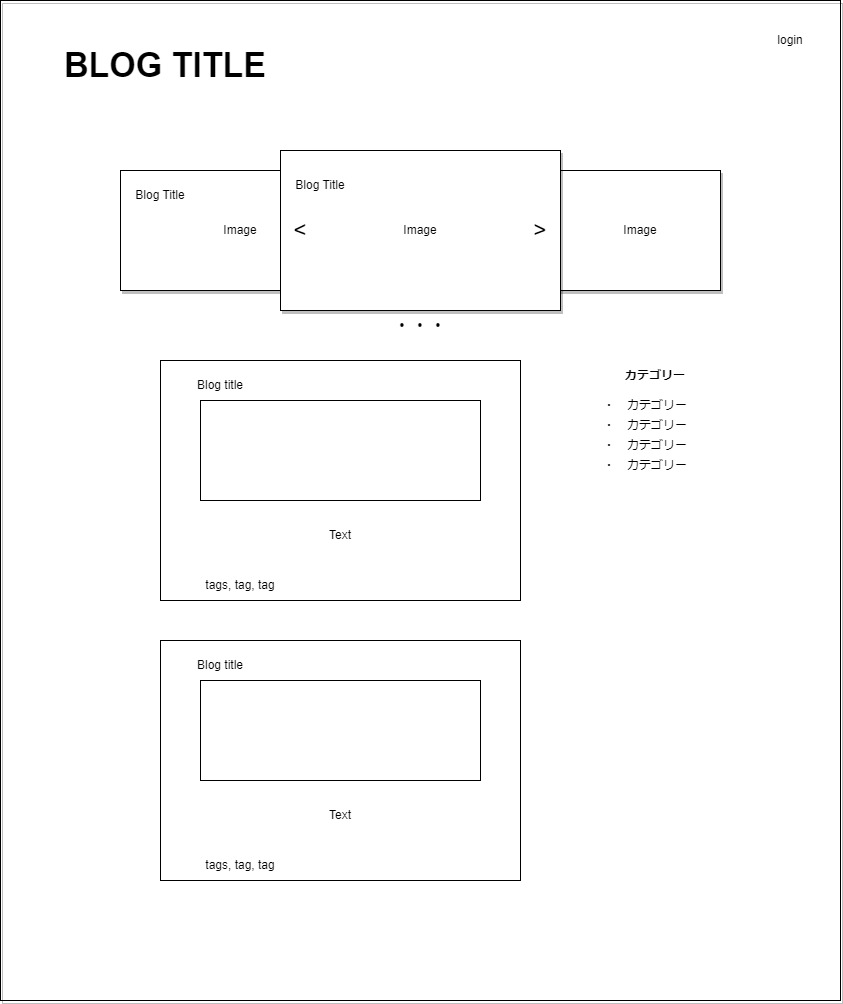 login
BLOG TITLE
Blog Title
Blog Title
Image
<
Image
>
Image
• • •
Blog title
Text
tags, tag, tag
カテゴリー
・ カテゴリー
・ カテゴリー
・ カテゴリー
・ カテゴリー
Blog title
Text
tags, tag, tag